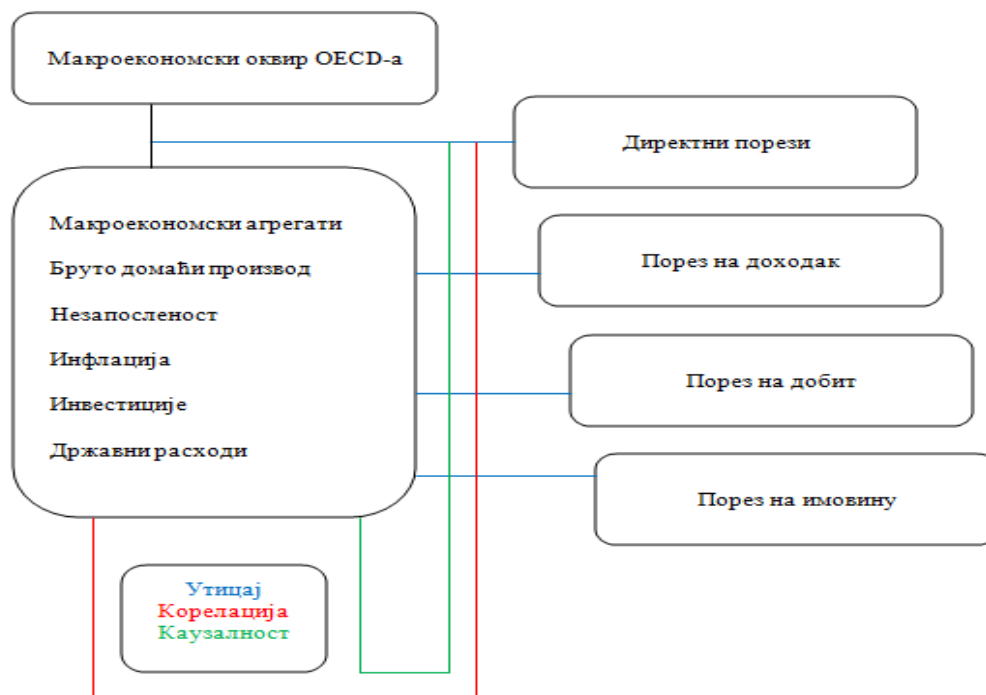 Макроекономски оквир OECD-а
Директни порези
Макроекономски агрегати
Бруто домаћи производ
Незапосленост
Инфлација
Инвестиције
Државни расходи
Порез на доходак
Порез на добит
Порез на имовину
Утицај
Корелација
Каузалност